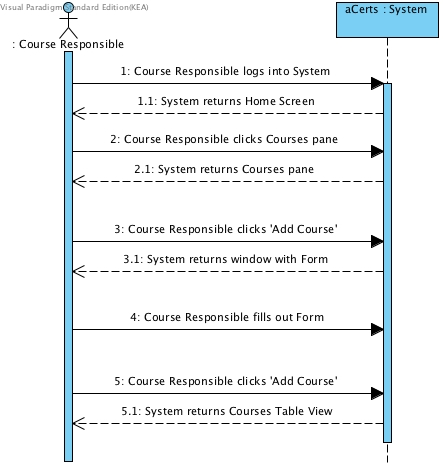 Visual Paradigm Standard Edition(KEA)
aCerts : System
: Course Responsible
1: Course Responsible logs into System
1.1: System returns Home Screen
2: Course Responsible clicks Courses pane
2.1: System returns Courses pane
3: Course Responsible clicks 'Add Course'
3.1: System returns window with Form
4: Course Responsible fills out Form
5: Course Responsible clicks 'Add Course'
5.1: System returns Courses Table View